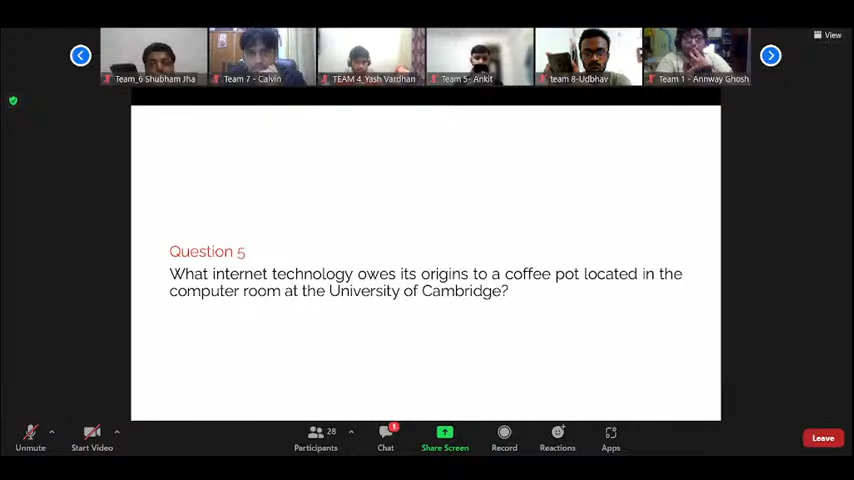 View
Team_6 Shubham Jha
Team 7 - Calvin
TEAM 4_Yash Vardhan
Team 5- Ankit
team 8-Udbhav
Team 1 - Annway Ghosh
Question 5
What internet technology owes its origins to a coffee pot located in the
computer room at the University of Cambridge?
Unmute
Start Video
28
Participants
1
Chat
Share Screen
Record
Reactions
Apps
Leave